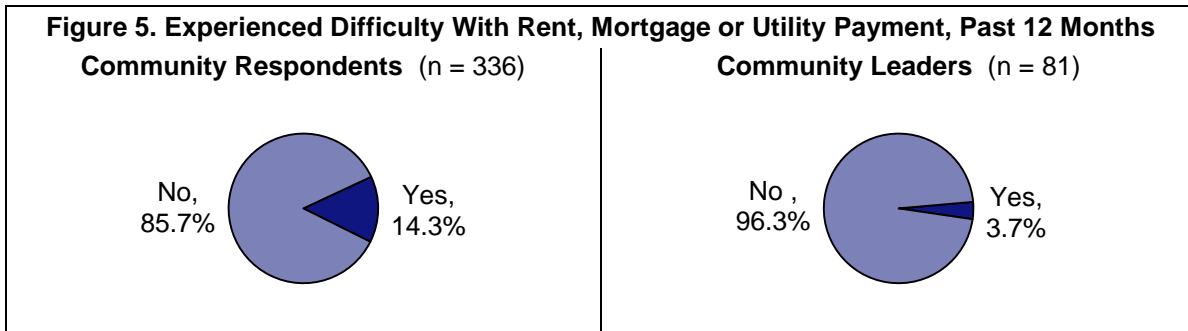 Figure 5. Experienced Difficulty With Rent, Mortgage or Utility Payment, Past 12 Months
Community Respondents (n = 336)
No,
85.7%
Yes,
14.3%
Community Leaders (n = 81)
No ,
96.3%
Yes,
3.7%